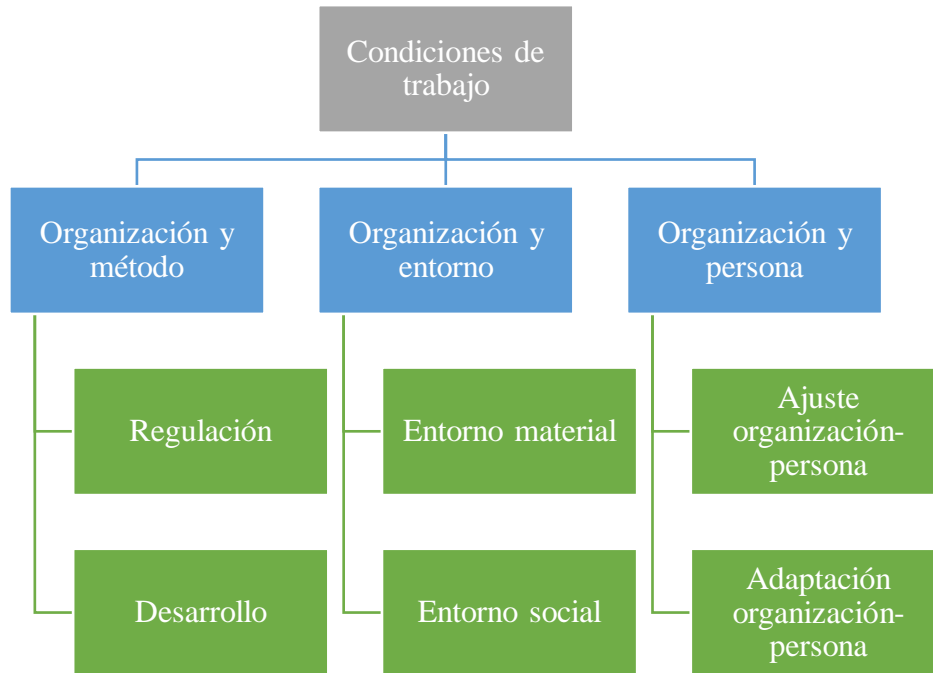 Condiciones de
trabajo
Organización y
método
Organización y
entorno
Organización y
persona
Regulación
Entorno material
Ajuste
organización-
persona
Desarrollo
Entorno social
Adaptación
organización-
persona